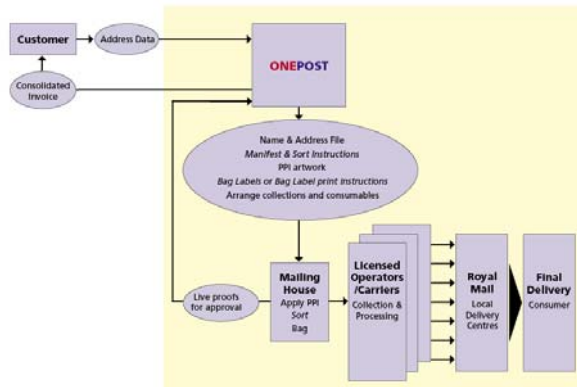 Customer
Address Data
ONEPOST
Consolidated
Invoice
Name & Address File
Manifest & Sort Instructions
PPI artwork
Bag Labels or Bag Label print instructions
Arrange collections and consumables
Live proofs
for approval
Mailing
House
Apply PPI
Sort
Bag
Licensed
Operators
/Carriers
Collection &
Processing
Royal
Mail
Local
Delivery
Centres
Final
Delivery
Consumer